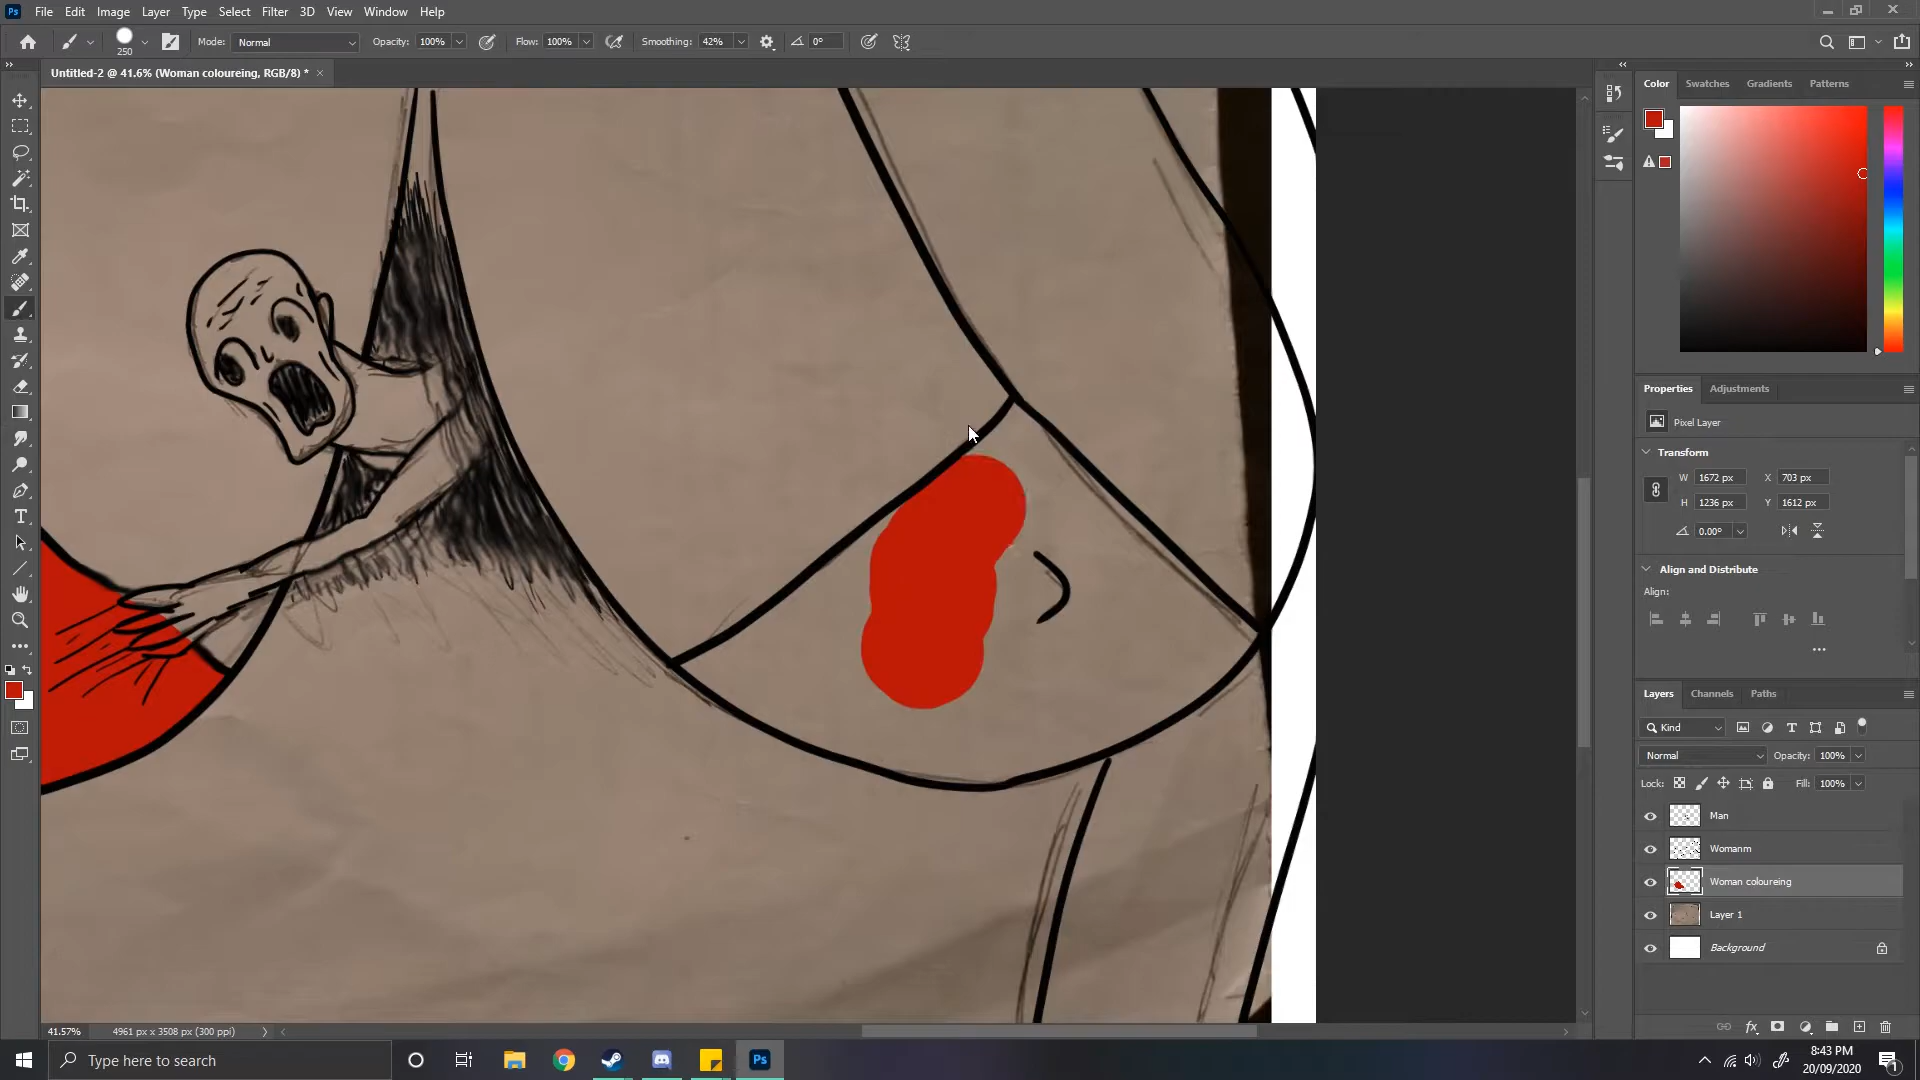 Ps File Edit Image Layer Type Select Filter 3D View Window Help
250 Mode: Normal Opacity: 100% Flow: 100% Smoothing: 42% 0°
Untitled-2 @ 41.6% (Woman coloureing, RGB/8) * ×
Color Swatches Gradients Patterns
Properties Adjustments
Pixel Layer
Transform
W 1672 px X 703 px
H 1236 px Y 1612 px
0.00°
Align and Distribute
Align:
Layers Channels Paths
Kind
Normal Opacity: 100%
Lock: Fill: 100%
Man
Womanm
Woman coloureing
Layer 1
Background
41.57% 4961 px x 3508 px (300 ppi)
Type here to search Ps 8:43 PM
20/09/2020 1